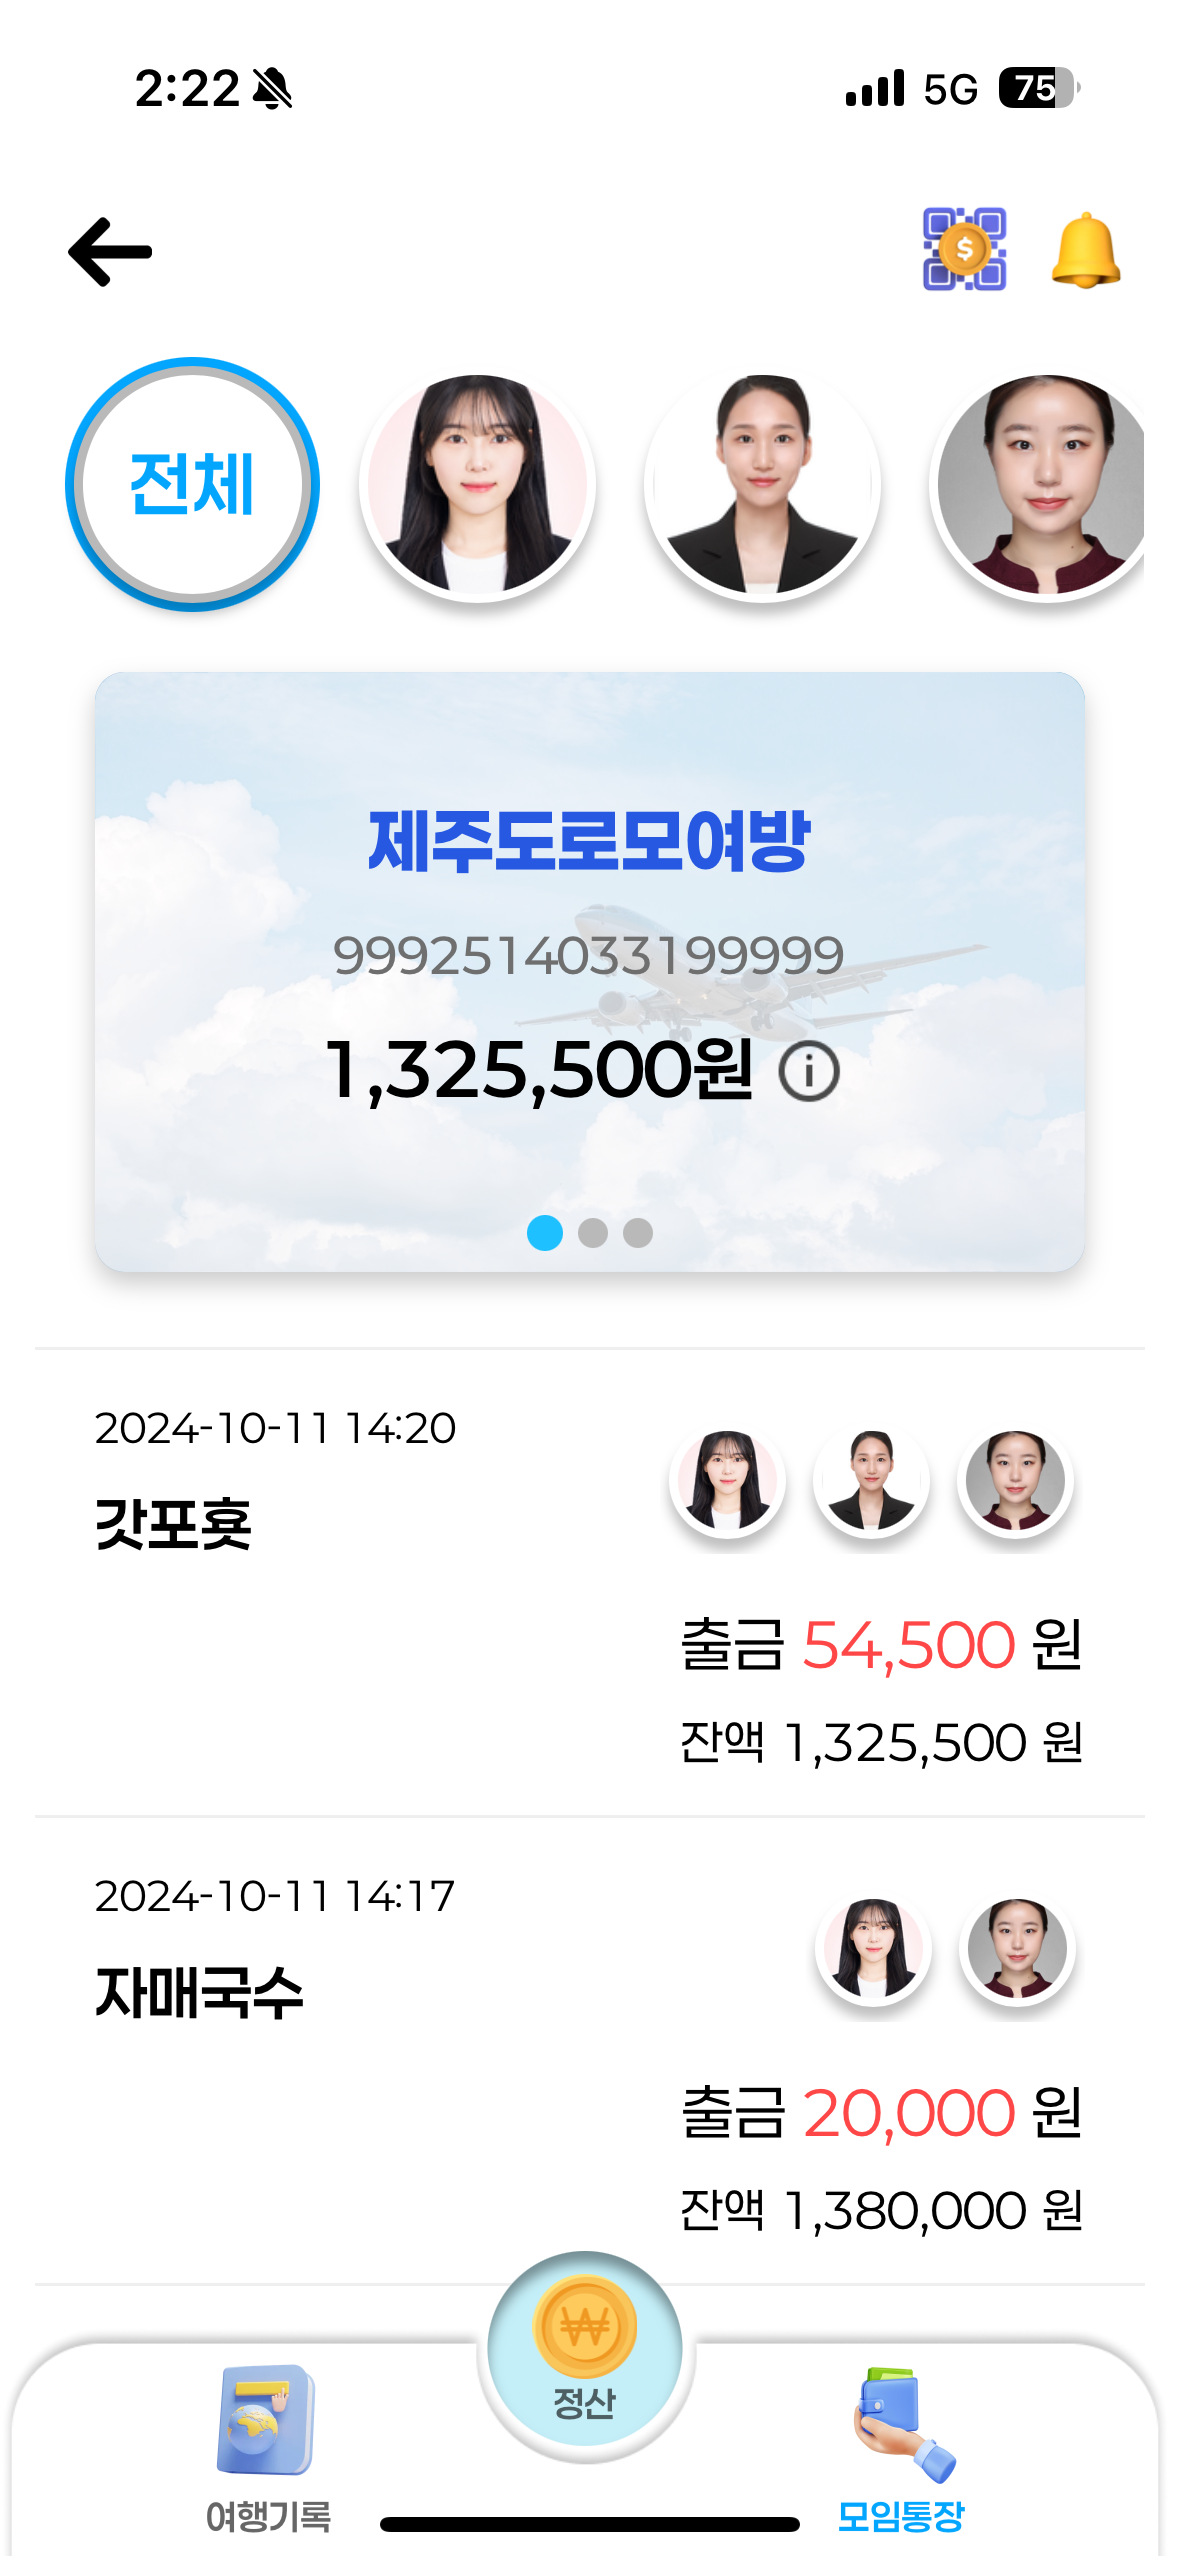 2:22
5G
75
전체
제주도로모여방
9992514033199999
1,325,500원
2024-10-11 14:20
갓포횻
출금 54,500 원
잔액 1,325,500 원
2024-10-11 14:17
자매국수
출금 20,000 원
잔액 1,380,000 원
정산
여행기록
모임통장